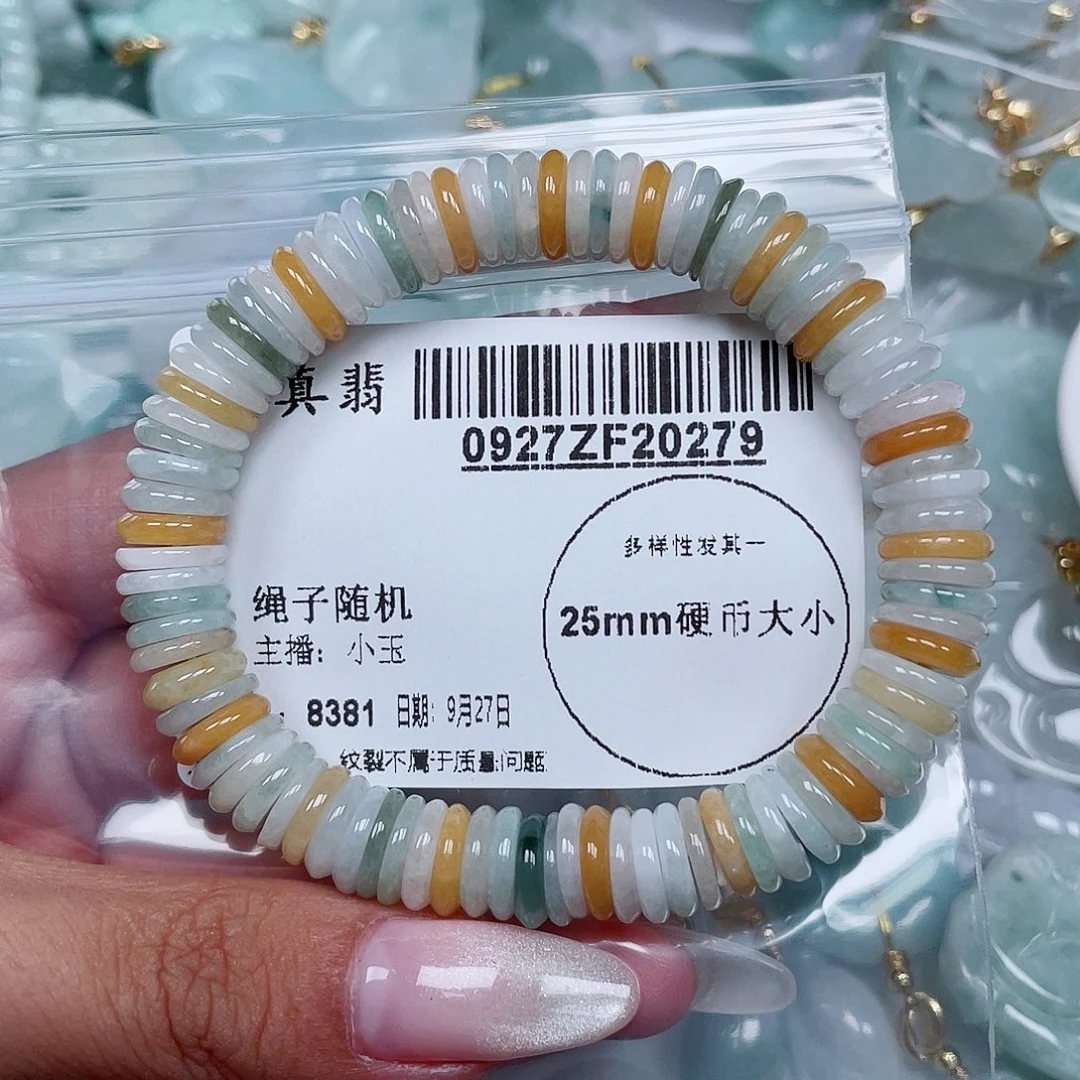 真翡
0927ZF20279
多样性发其一
25mm硬币大小
绳子随机
主播：小玉
8381 日期：9月27日
纹裂不属于质量问题